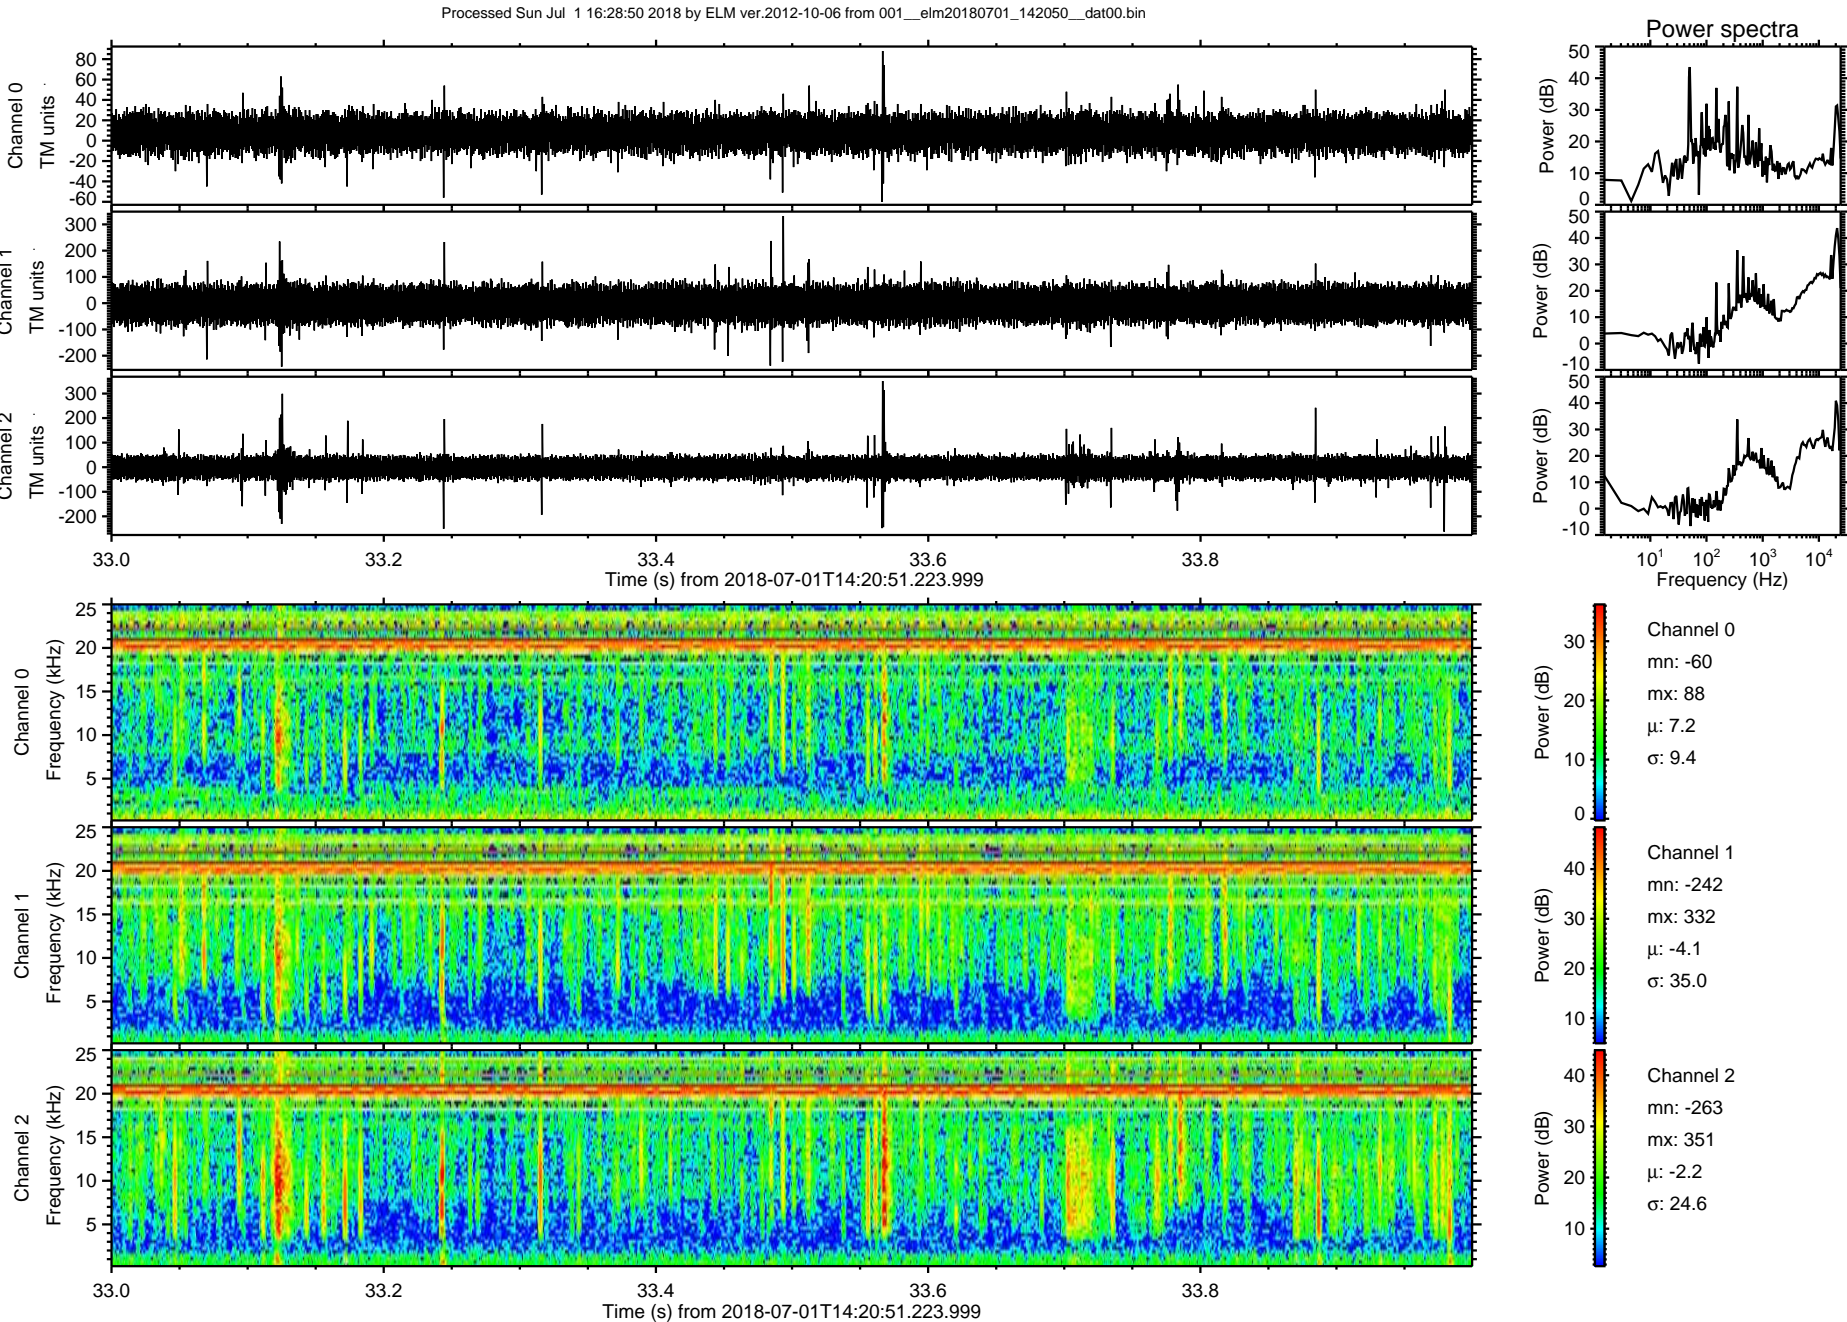 Processed Sun Jul 1 16:28:50 2018 by ELM ver.2012-10-06 from 001__elm20180701_142050__dat00.bin
Power spectra
Channel 0
TM units
80
60
40
20
0
-20
-40
-60
Power (dB)
50
40
30
20
10
0
Channel 1
TM units
300
200
100
0
-100
-200
Power (dB)
50
40
30
20
10
0
-10
Channel 2
TM units
300
200
100
0
-100
-200
Power (dB)
50
40
30
20
10
0
-10
33.0 33.2 33.4 33.6 33.8
Time (s) from 2018-07-01T14:20:51.223.999
10¹ 10² 10³ 10⁴
Frequency (Hz)
Channel 0
Frequency (kHz)
25
20
15
10
5
Power (dB)
30
20
10
0
Channel 0
mn: -60
mx: 88
μ: 7.2
σ: 9.4
Channel 1
Frequency (kHz)
25
20
15
10
5
Power (dB)
40
30
20
10
Channel 1
mn: -242
mx: 332
μ: -4.1
σ: 35.0
Channel 2
Frequency (kHz)
25
20
15
10
5
Power (dB)
40
30
20
10
Channel 2
mn: -263
mx: 351
μ: -2.2
σ: 24.6
33.0 33.2 33.4 33.6 33.8
Time (s) from 2018-07-01T14:20:51.223.999